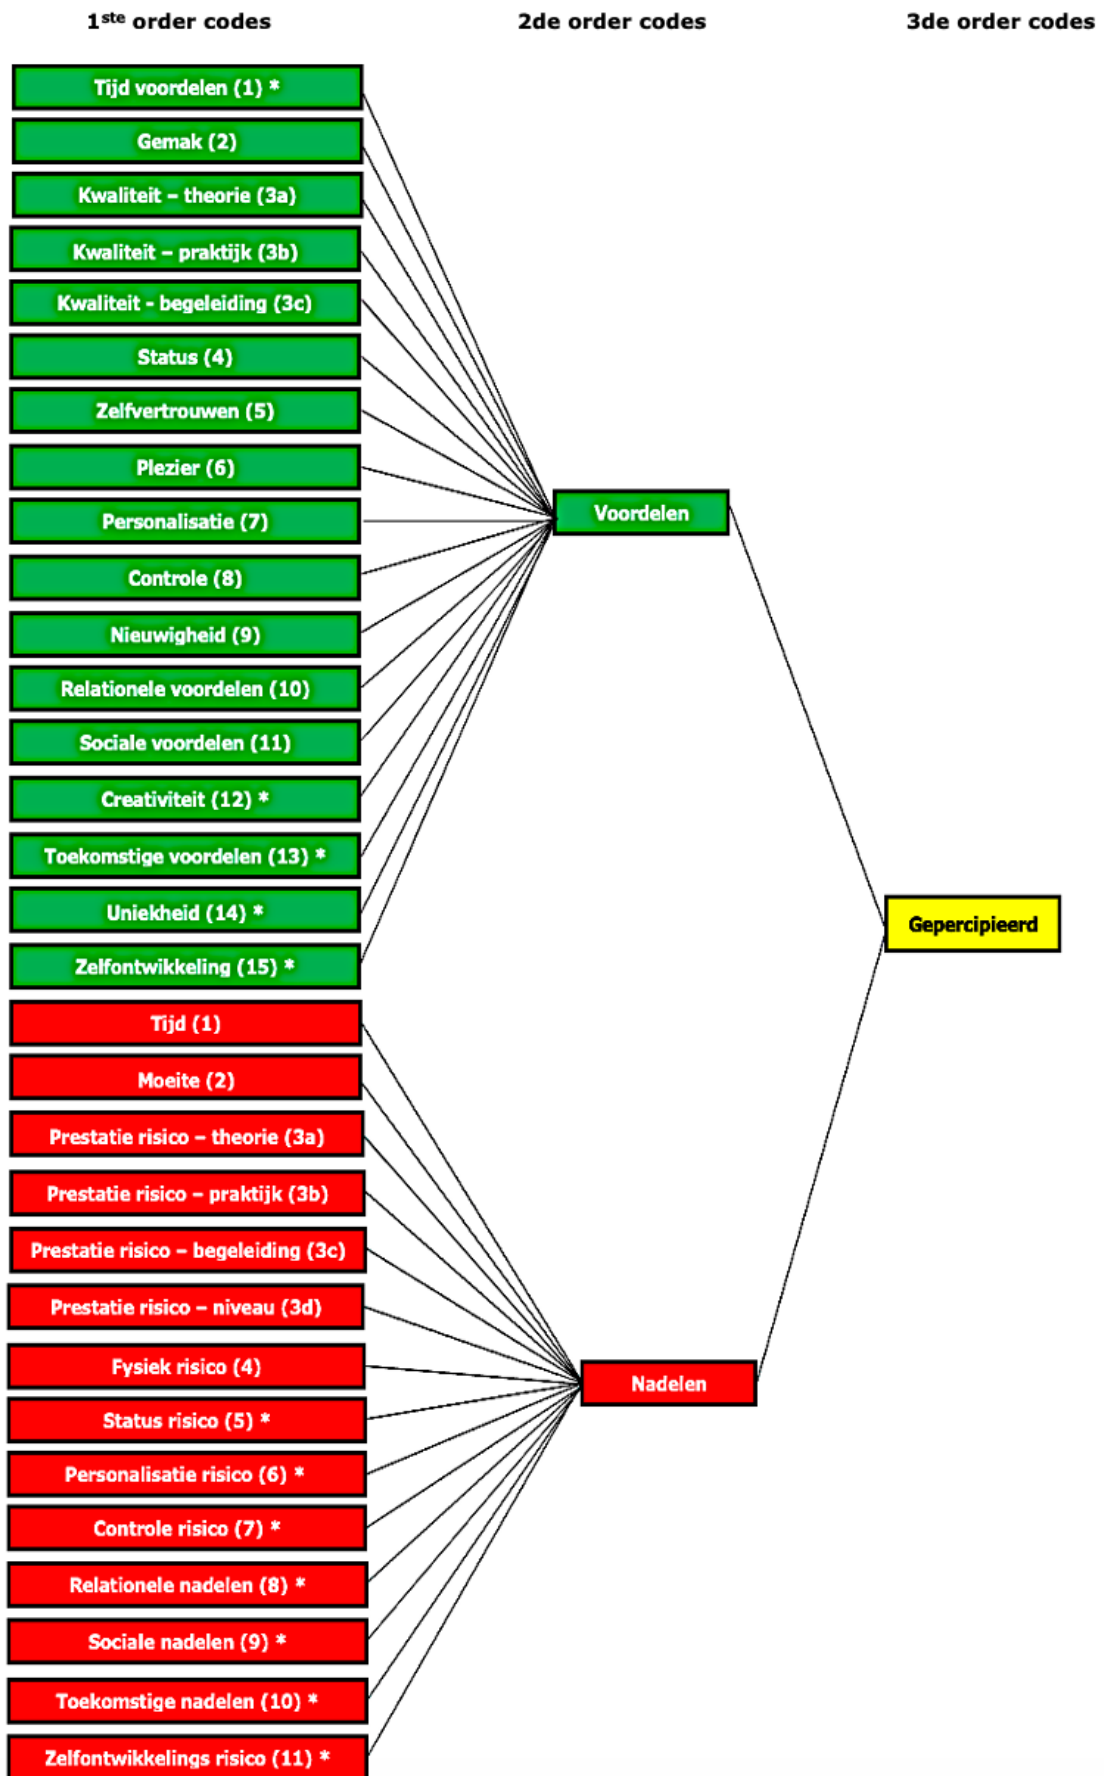 1ste order codes
2de order codes
3de order codes
Tijd voordelen (1) *
Gemak (2)
Kwaliteit – theorie (3a)
Kwaliteit – praktijk (3b)
Kwaliteit - begeleiding (3c)
Status (4)
Zelfvertrouwen (5)
Plezier (6)
Personalisatie (7)
Controle (8)
Nieuwigheid (9)
Relationele voordelen (10)
Sociale voordelen (11)
Creativiteit (12) *
Toekomstige voordelen (13) *
Uniekheid (14) *
Zelfontwikkeling (15) *
Tijd (1)
Moeite (2)
Prestatie risico – theorie (3a)
Prestatie risico – praktijk (3b)
Prestatie risico – begeleiding (3c)
Prestatie risico – niveau (3d)
Fysiek risico (4)
Status risico (5) *
Personalisatie risico (6) *
Controle risico (7) *
Relationele nadelen (8) *
Sociale nadelen (9) *
Toekomstige nadelen (10) *
Zelfontwikkelings risico (11) *
Voordelen
Nadelen
Gepercipieerd